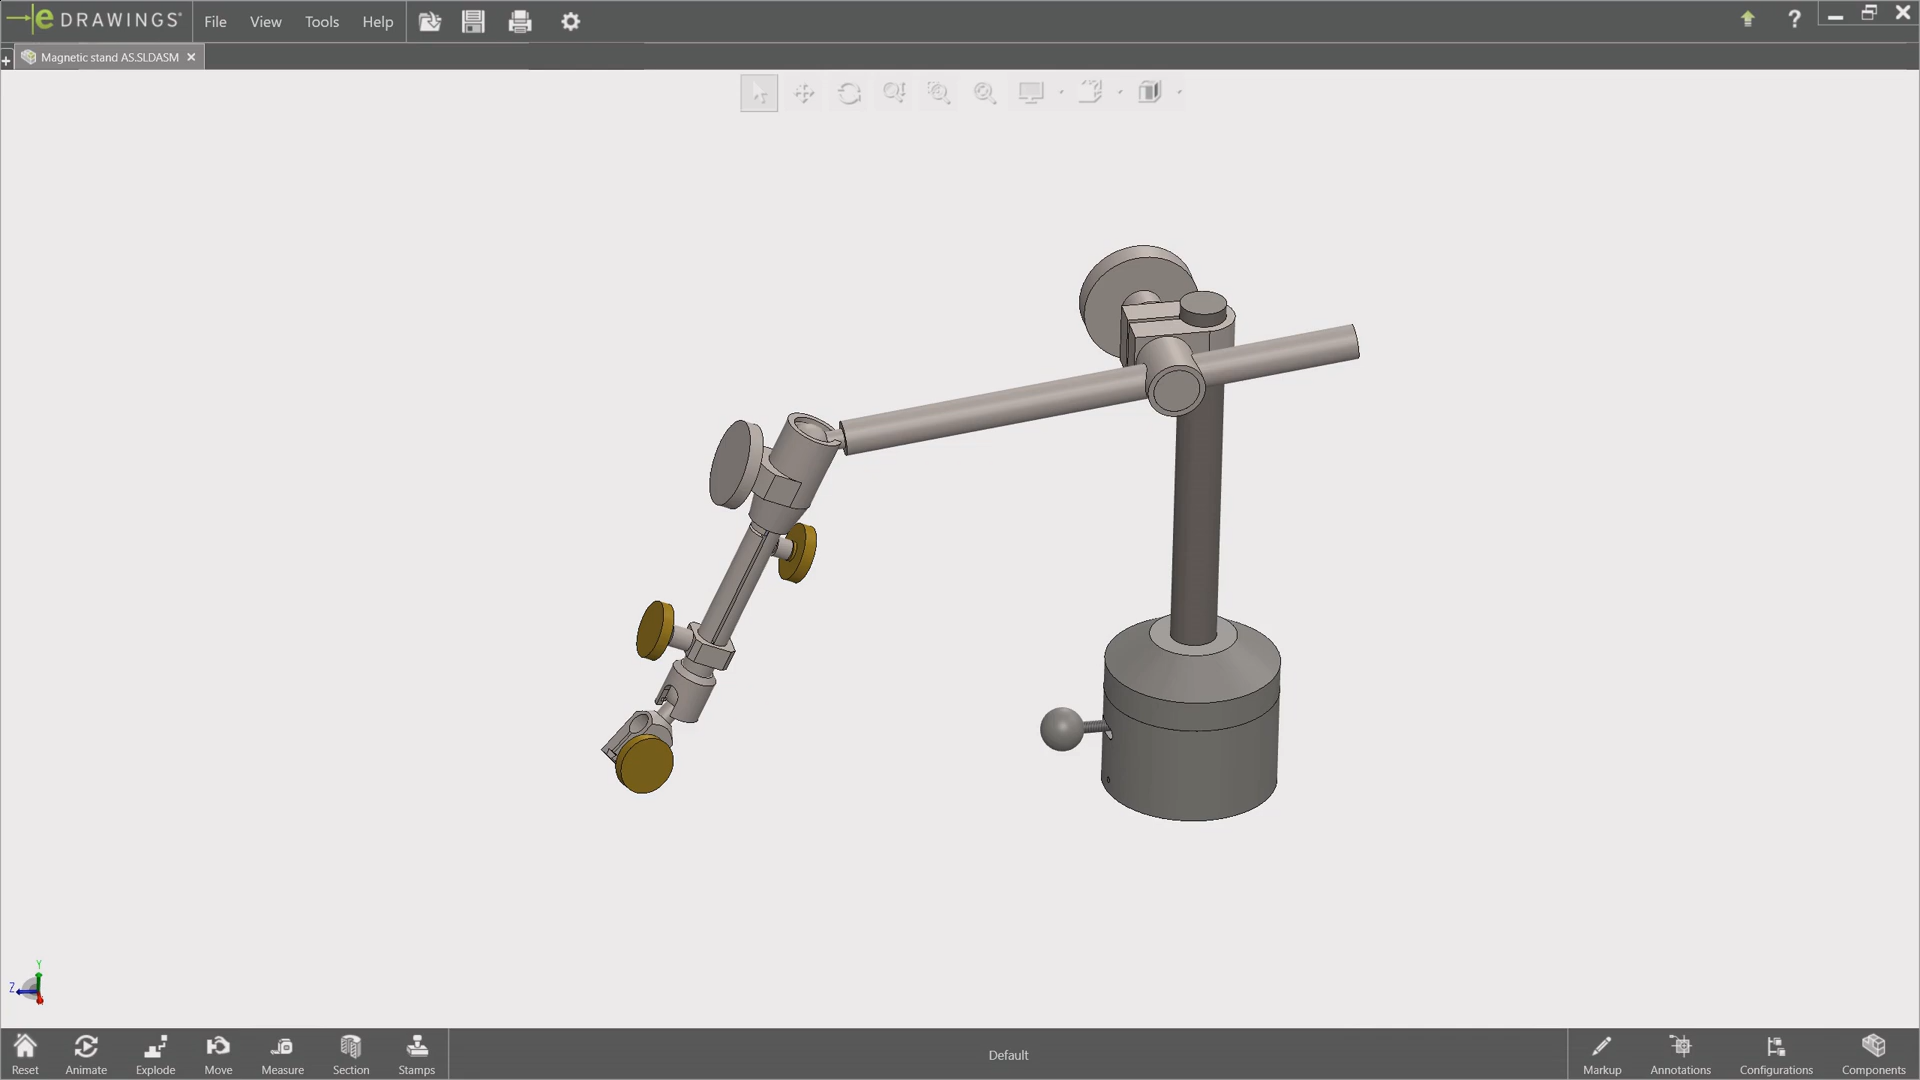 e DRAWINGS®
File View Tools Help
Magnetic stand AS.SLDASM
Y
Z
Reset Animate Explode Move Measure Section Stamps
Default
Markup Annotations Configurations Components